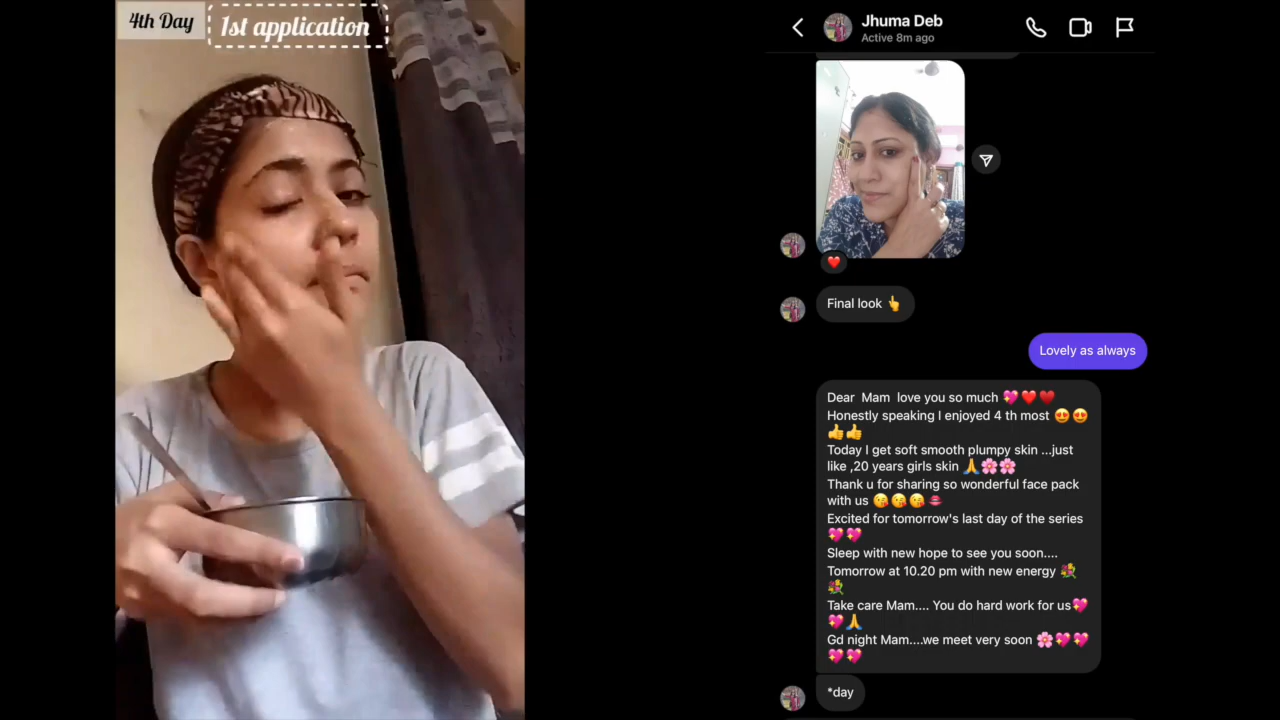 4th Day
1st application
Jhuma Deb
Active 8m ago
❤️
Final look 👆
Lovely as always
Dear Mam love you so much 💖❤️❤️
Honestly speaking I enjoyed 4 th most 😍😍
👍👍
Today I get soft smooth plumpy skin ...just
like ,20 years girls skin 🙏🌸🌸
Thank u for sharing so wonderful face pack
with us 😘😘😘💋
Excited for tomorrow's last day of the series
💖💖
Sleep with new hope to see you soon....
Tomorrow at 10.20 pm with new energy 💐
💐
Take care Mam.... You do hard work for us💖
💖🙏
Gd night Mam....we meet very soon 🌸💖💖
💖💖
*day